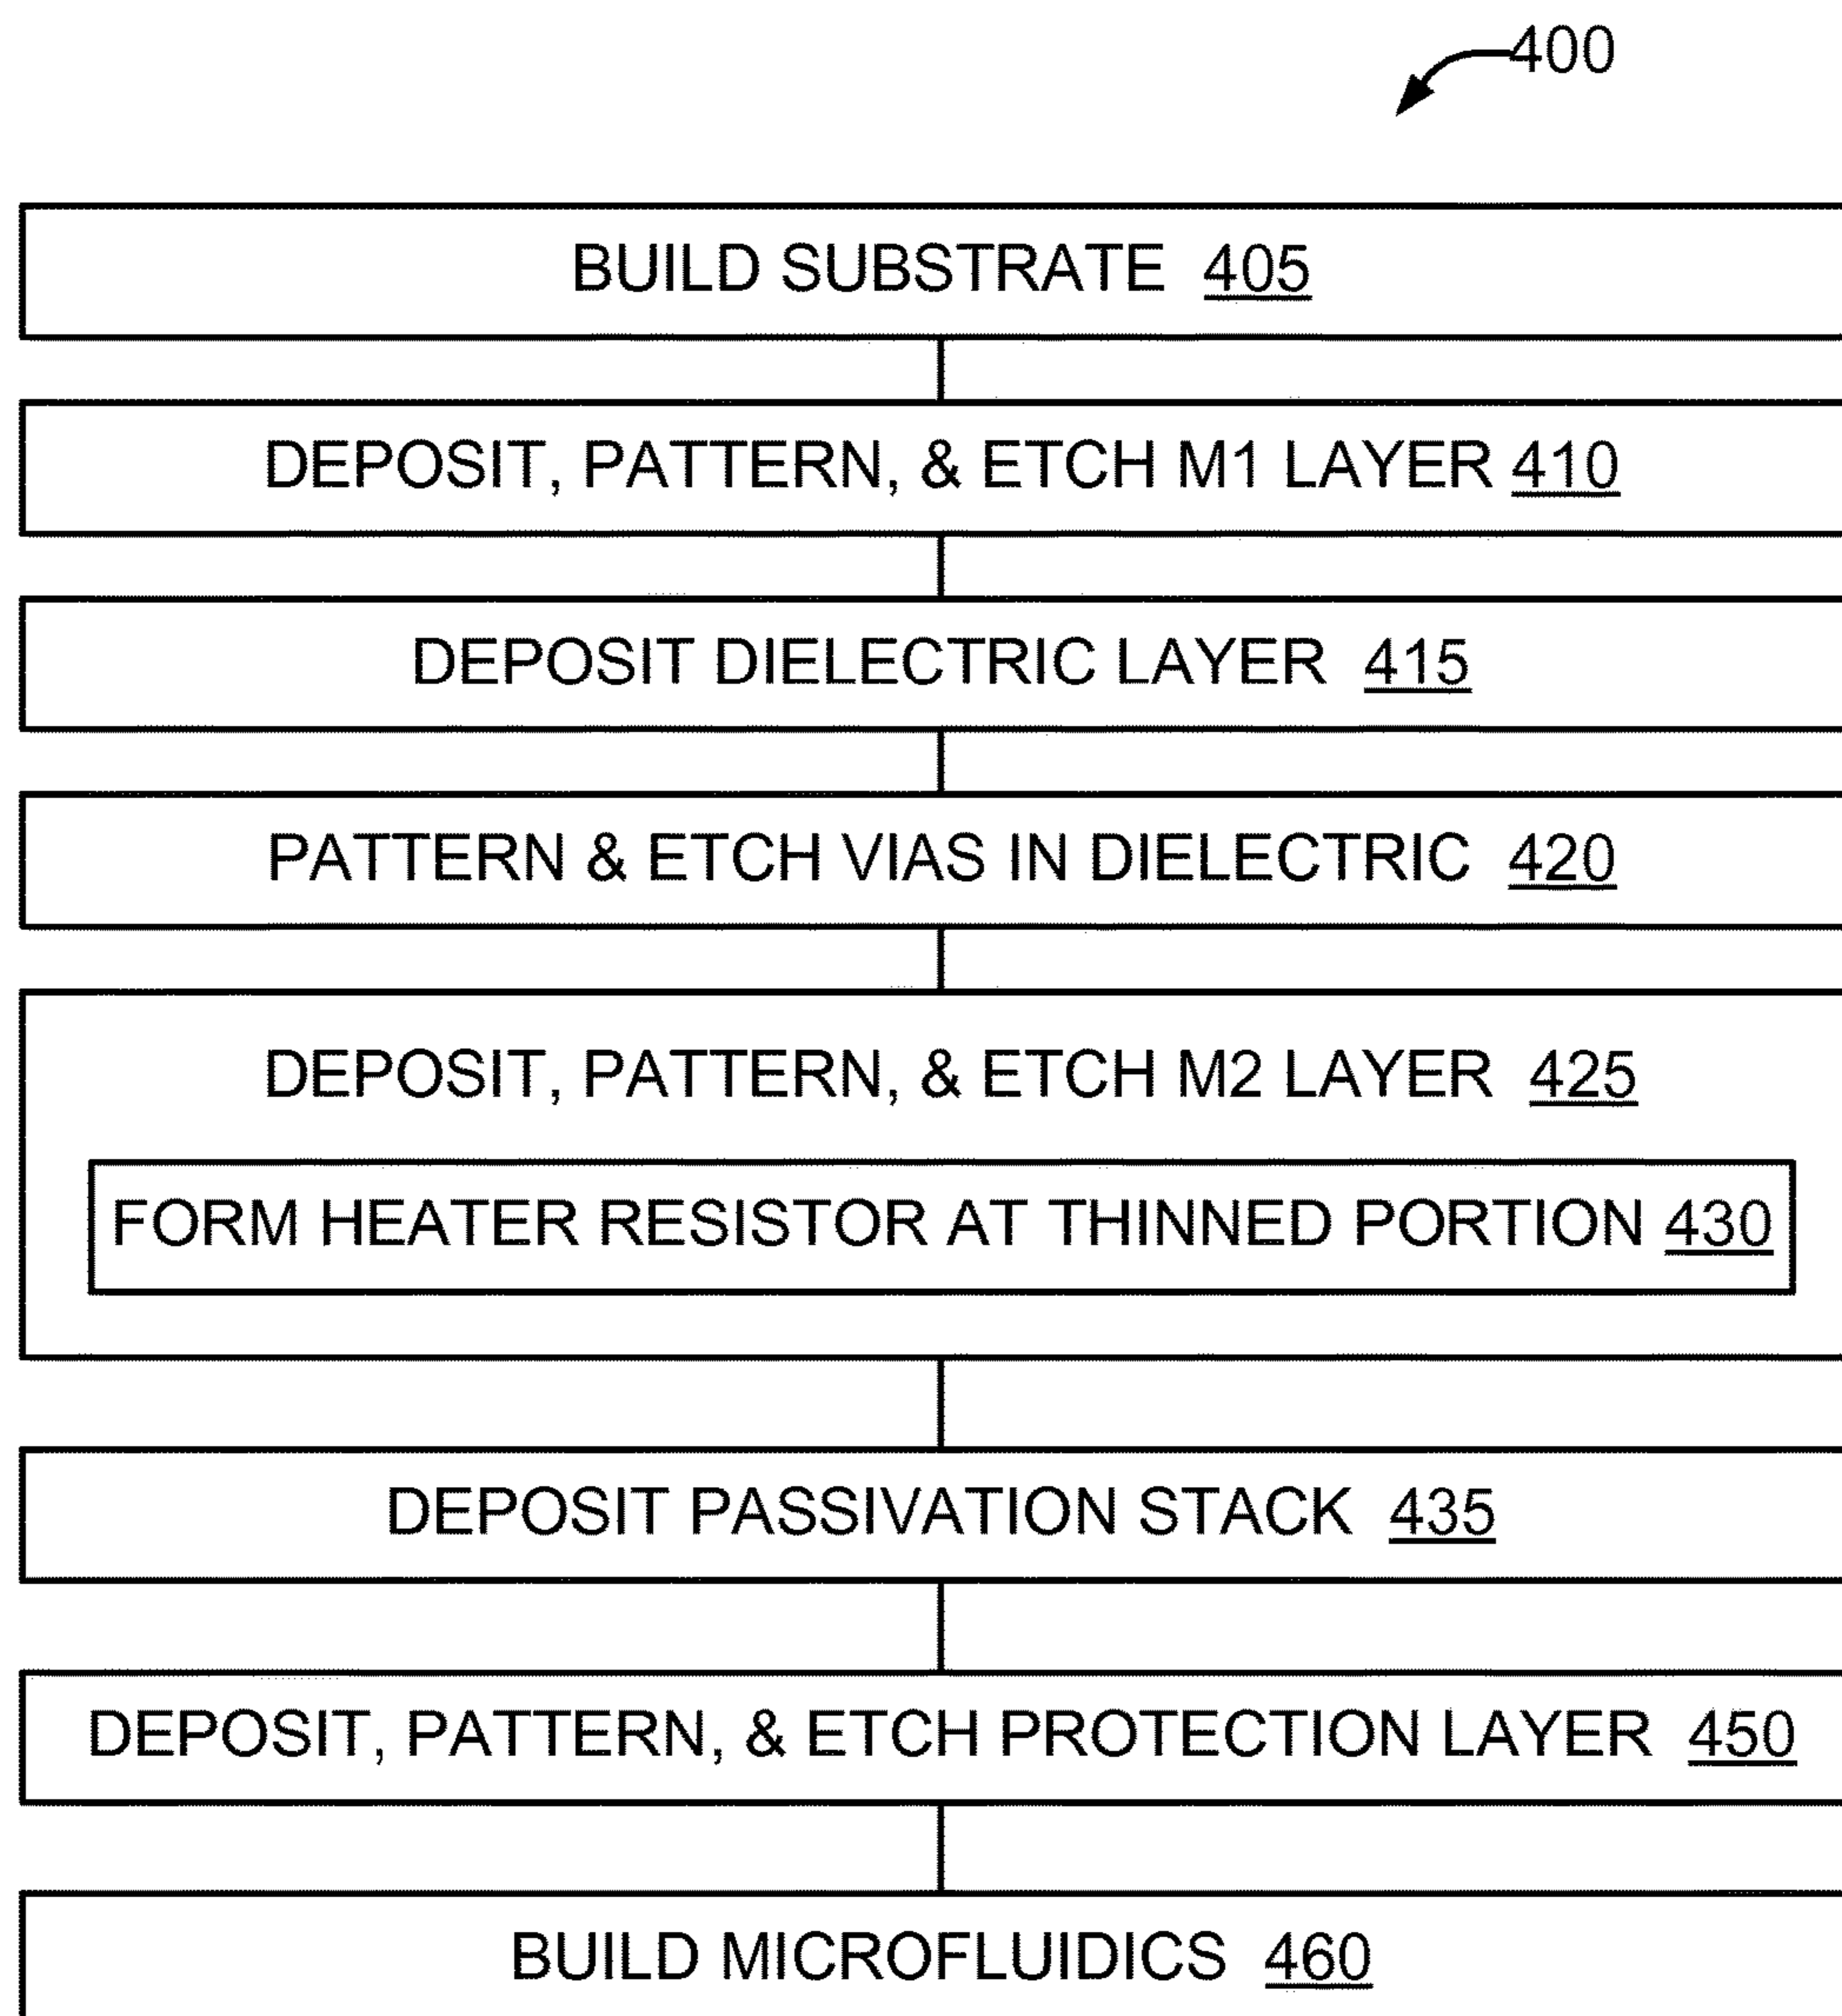 400
BUILD SUBSTRATE 405
DEPOSIT, PATTERN, & ETCH M1 LAYER 410
DEPOSIT DIELECTRIC LAYER 415
PATTERN & ETCH VIAS IN DIELECTRIC 420
DEPOSIT, PATTERN, & ETCH M2 LAYER 425
FORM HEATER RESISTOR AT THINNED PORTION 430
DEPOSIT PASSIVATION STACK 435
DEPOSIT, PATTERN, & ETCH PROTECTION LAYER 450
BUILD MICROFLUIDICS 460